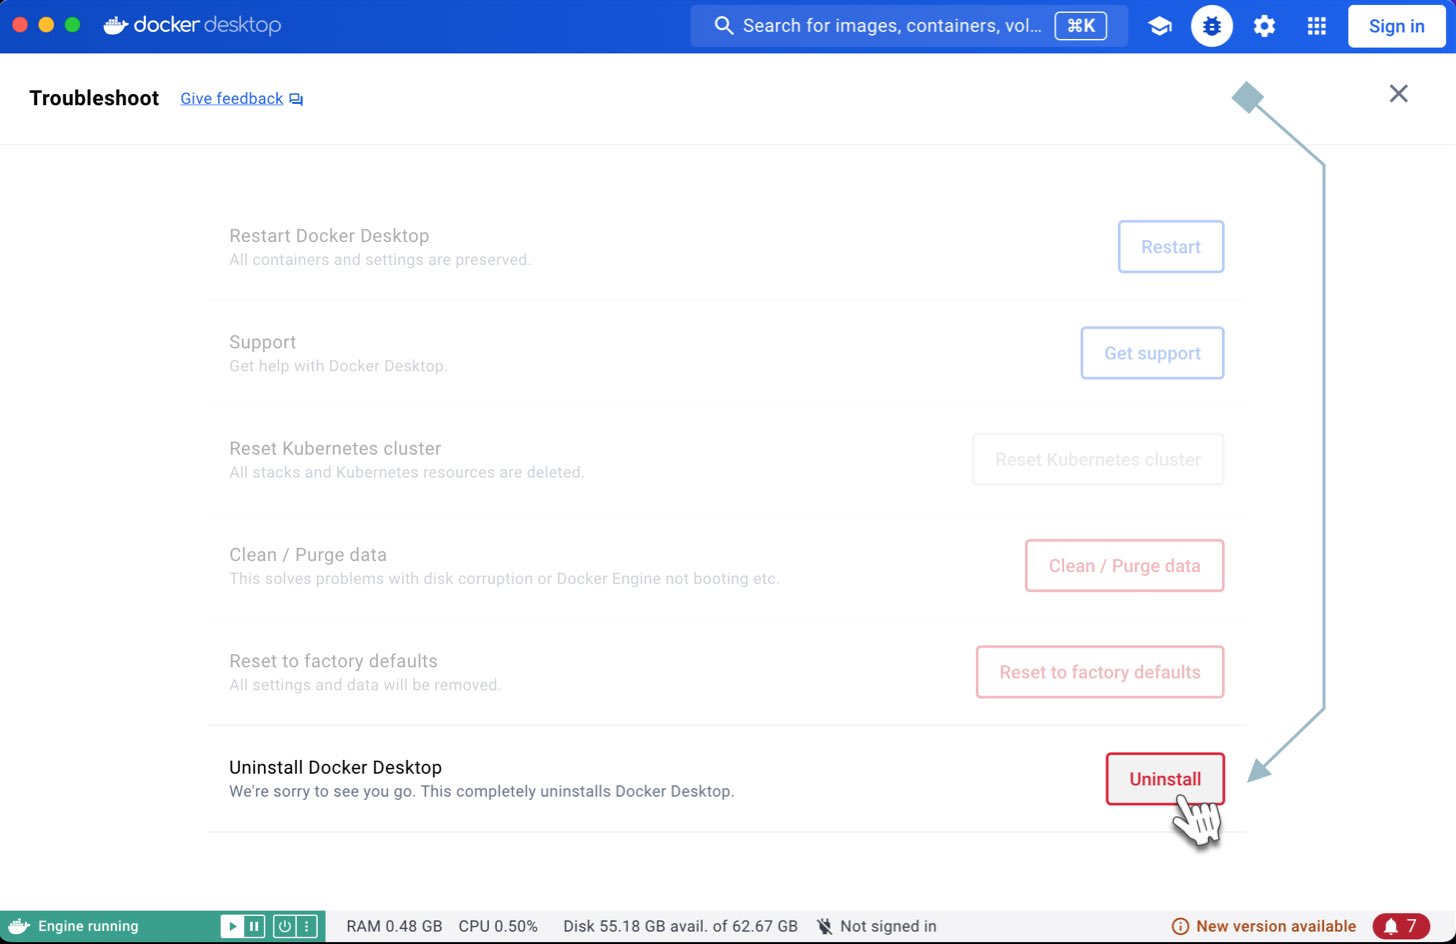 docker desktop
Search for images, containers, vol... ⌘K
Sign in
Troubleshoot
Give feedback
Restart Docker Desktop
All containers and settings are preserved.
Restart
Support
Get help with Docker Desktop.
Get support
Reset Kubernetes cluster
All stacks and Kubernetes resources are deleted.
Reset Kubernetes cluster
Clean / Purge data
This solves problems with disk corruption or Docker Engine not booting etc.
Clean / Purge data
Reset to factory defaults
All settings and data will be removed.
Reset to factory defaults
Uninstall Docker Desktop
We're sorry to see you go. This completely uninstalls Docker Desktop.
Uninstall
Engine running
RAM 0.48 GB CPU 0.50% Disk 55.18 GB avail. of 62.67 GB Not signed in
New version available
7